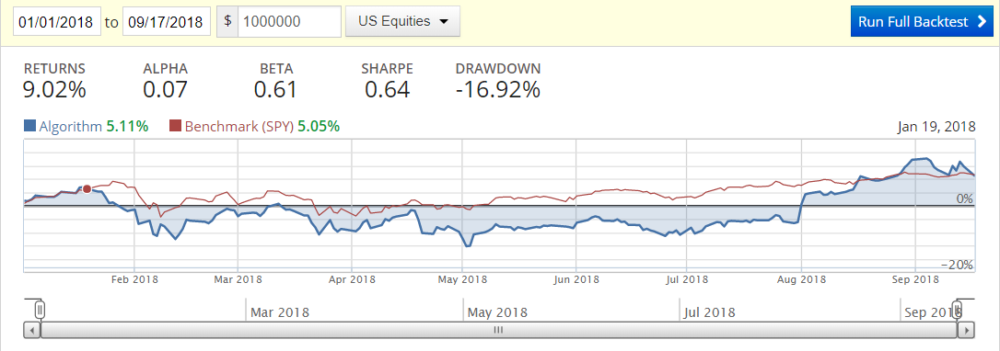 01/01/2018 to 09/17/2018 $ 1000000 US Equities Run Full Backtest
RETURNS ALPHA BETA SHARPE DRAWDOWN
9.02% 0.07 0.61 0.64 -16.92%
Algorithm 5.11% Benchmark (SPY) 5.05% Jan 19, 2018
0%
-20%
Feb 2018 Mar 2018 Apr 2018 May 2018 Jun 2018 Jul 2018 Aug 2018 Sep 2018
Mar 2018 May 2018 Jul 2018 Sep 2018